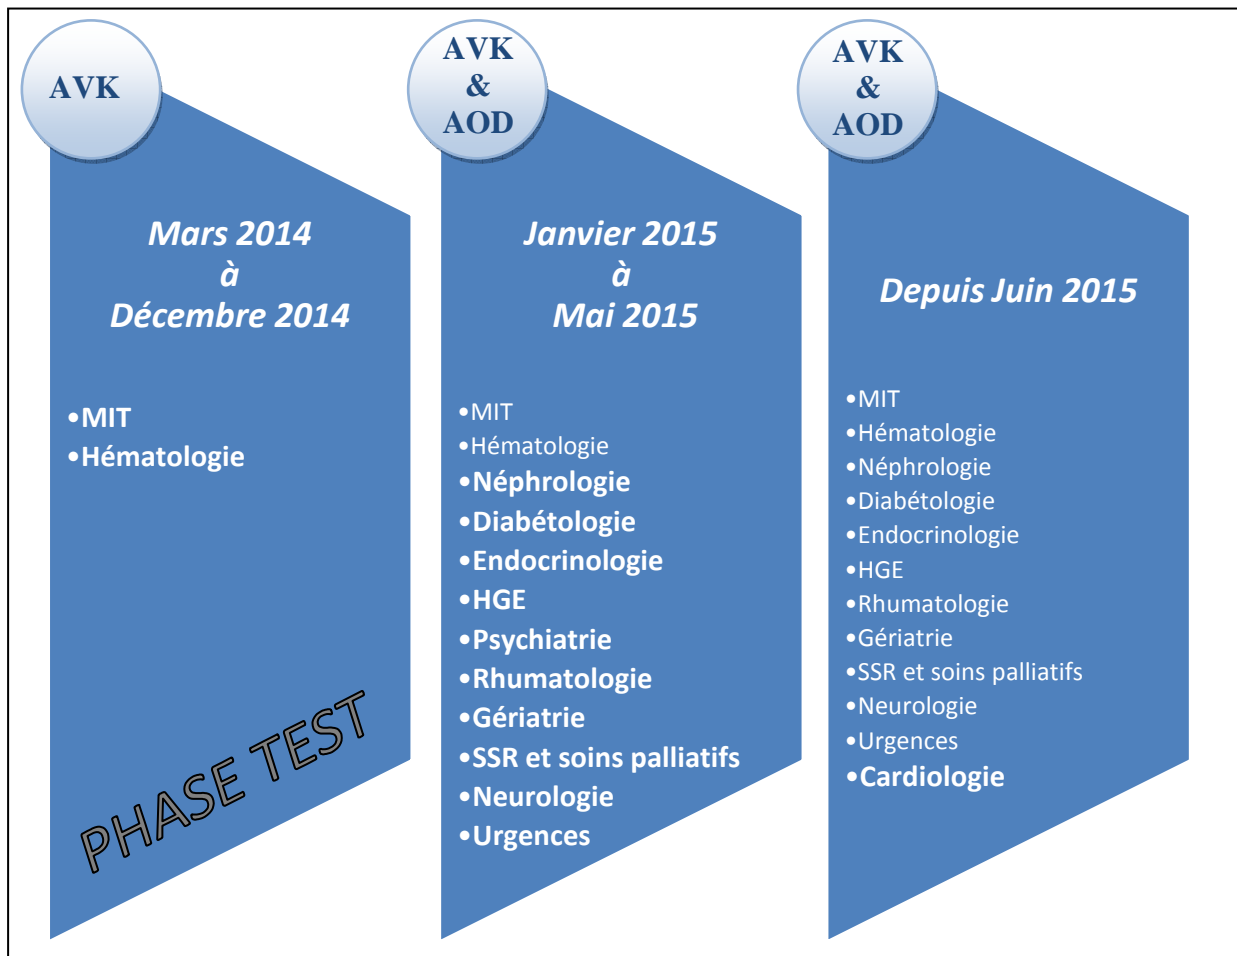 AVK
Mars 2014
à
Décembre 2014
•MIT
•Hématologie
PHASE TEST
AVK
&
AOD
Janvier 2015
à
Mai 2015
•MIT
•Hématologie
•Néphrologie
•Diabétologie
•Endocrinologie
•HGE
•Psychiatrie
•Rhumatologie
•Gériatrie
•SSR et soins palliatifs
•Neurologie
•Urgences
AVK
&
AOD
Depuis Juin 2015
•MIT
•Hématologie
•Néphrologie
•Diabétologie
•Endocrinologie
•HGE
•Rhumatologie
•Gériatrie
•SSR et soins palliatifs
•Neurologie
•Urgences
•Cardiologie